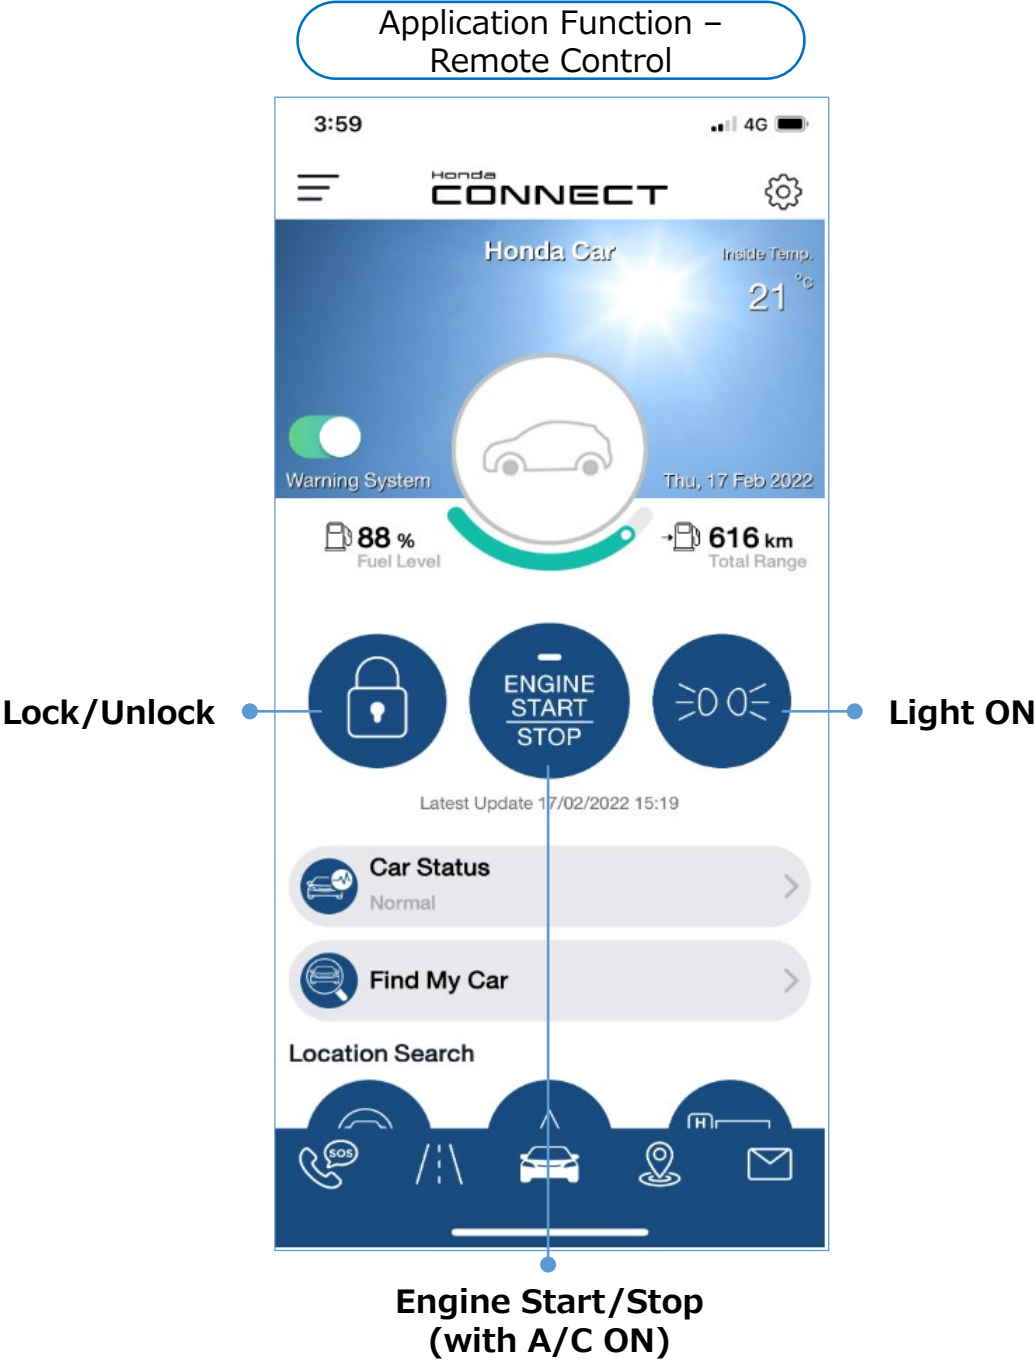 Application Function –
Remote Control
3:59
4G
Honda
CONNECT
Honda Car
Inside Temp.
21 °C
Warning System
Thu, 17 Feb 2022
88 %
Fuel Level
616 km
Total Range
ENGINE
START
STOP
Lock/Unlock
Light ON
Latest Update 17/02/2022 15:19
Car Status
Normal
Find My Car
Location Search
H
SOS
Engine Start/Stop
(with A/C ON)